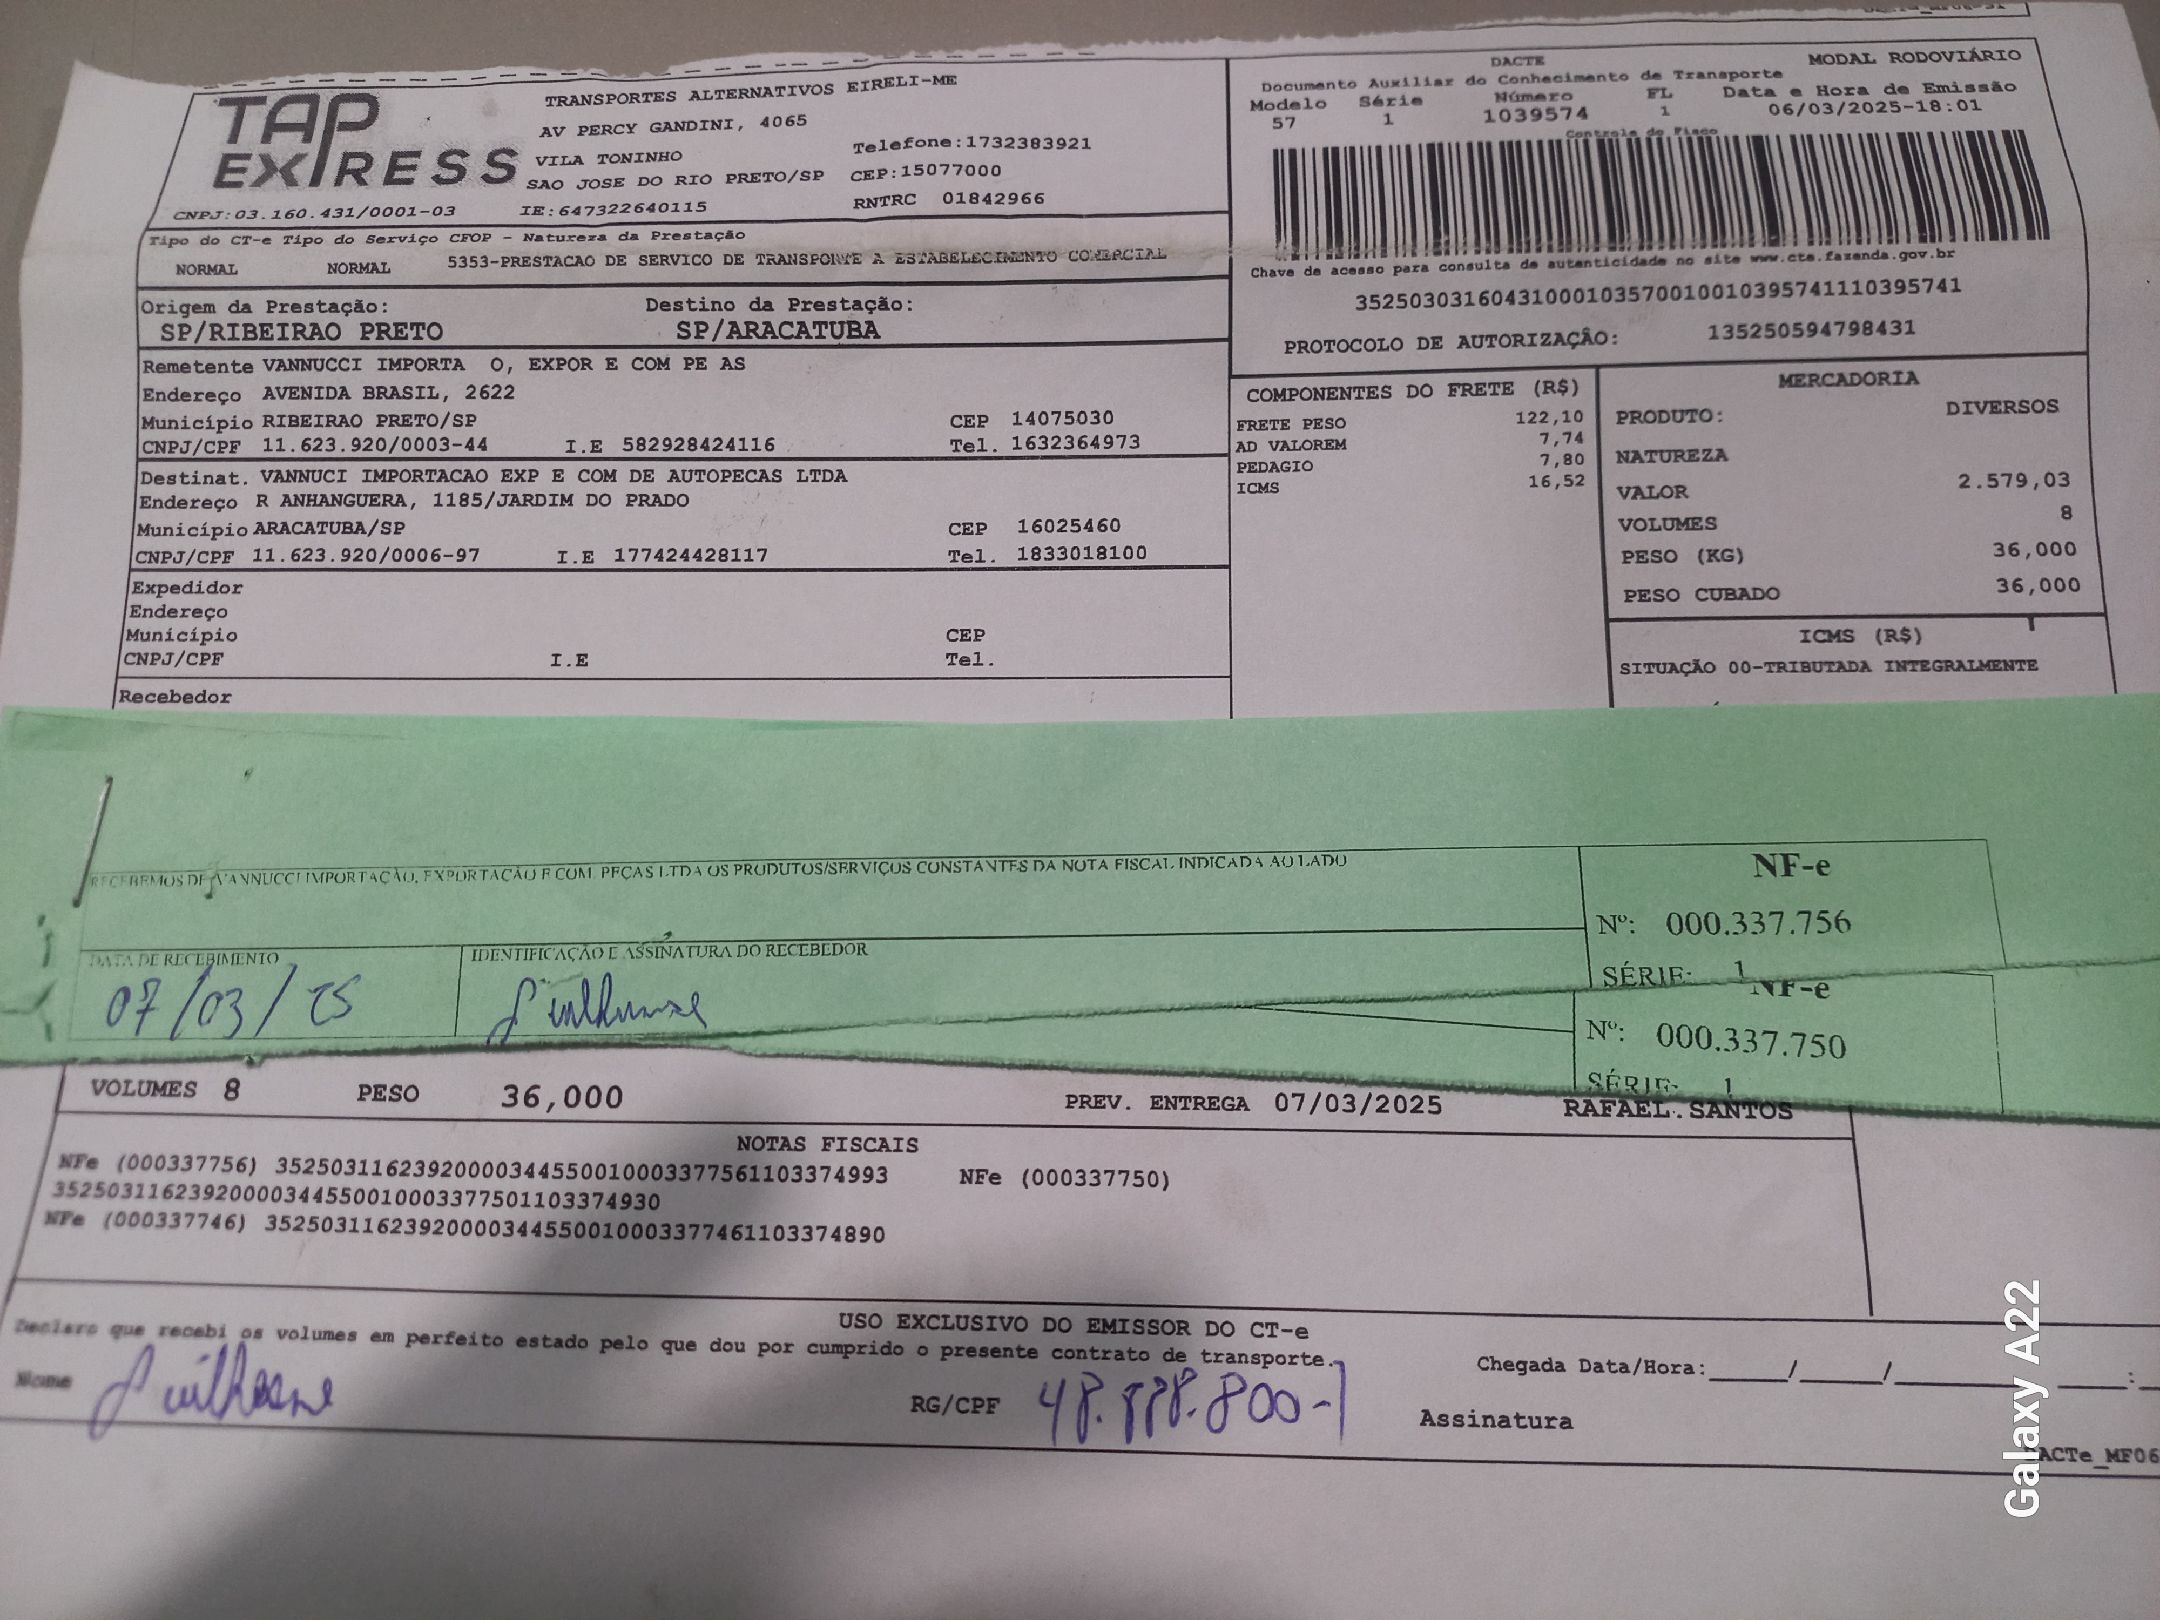 TAP EXPRESS
TRANSPORTES ALTERNATIVOS EIRELI-ME
AV PERCY GANDINI, 4065
VILA TONINHO
Telefone:1732383921
SAO JOSE DO RIO PRETO/SP CEP:15077000
CNPJ:03.160.431/0001-03 IE:647322640115 RNTRC 01842966
DACTE MODAL RODOVIÁRIO
Documento Auxiliar do Conhecimento de Transporte
Modelo Série Número FL Data e Hora de Emissão
57 1 1039574 1 06/03/2025-18:01
Controle do Fisco
Chave de acesso para consulta de autenticidade no site www.cte.fazenda.gov.br
35250303160431000103570010010395741110395741
PROTOCOLO DE AUTORIZAÇÂO: 135250594798431
Tipo do CT-e Tipo do Serviço CFOP - Natureza da Prestação
NORMAL NORMAL 5353-PRESTACAO DE SERVICO DE TRANSPORTE A ESTABELECIMENTO COMERCIAL
Origem da Prestação: Destino da Prestação:
SP/RIBEIRAO PRETO SP/ARACATUBA
Remetente VANNUCCI IMPORTA O, EXPOR E COM PE AS
Endereço AVENIDA BRASIL, 2622
Município RIBEIRAO PRETO/SP CEP 14075030
CNPJ/CPF 11.623.920/0003-44 I.E 582928424116 Tel. 1632364973
Destinat. VANNUCI IMPORTACAO EXP E COM DE AUTOPECAS LTDA
Endereço R ANHANGUERA, 1185/JARDIM DO PRADO
Município ARACATUBA/SP CEP 16025460
CNPJ/CPF 11.623.920/0006-97 I.E 177424428117 Tel. 1833018100
Expedidor
Endereço
Município CEP
CNPJ/CPF I.E Tel.
Recebedor
COMPONENTES DO FRETE (R$)
FRETE PESO 122,10
AD VALOREM 7,74
PEDAGIO 7,80
ICMS 16,52
MERCADORIA
PRODUTO: DIVERSOS
NATUREZA
VALOR 2.579,03
VOLUMES 8
PESO (KG) 36,000
PESO CUBADO 36,000
ICMS (R$)
SITUAÇÃO 00-TRIBUTADA INTEGRALMENTE
RECEBEMOS DE VANNUCCI IMPORTAÇÃO, EXPORTAÇÃO E COM. PEÇAS LTDA OS PRODUTOS/SERVIÇOS CONSTANTES DA NOTA FISCAL INDICADA AO LADO
NF-e
Nº: 000.337.756
SÉRIE: 1
DATA DE RECEBIMENTO IDENTIFICAÇÃO E ASSINATURA DO RECEBEDOR
07/03/25 Guilherme
NF-e
Nº: 000.337.750
SÉRIE: 1
VOLUMES 8 PESO 36,000 PREV. ENTREGA 07/03/2025 RAFAEL.SANTOS
NOTAS FISCAIS
NFe (000337756) 35250311623920000344550010003377561103374993 NFe (000337750)
35250311623920000344550010003377501103374930
NFe (000337746) 35250311623920000344550010003377461103374890
USO EXCLUSIVO DO EMISSOR DO CT-e
Declaro que recebi os volumes em perfeito estado pelo que dou por cumprido o presente contrato de transporte.
Nome Guilherme RG/CPF Chegada Data/Hora:_____/_____/_____ _____:
Assinatura
DACTe_MF06
Galaxy A22